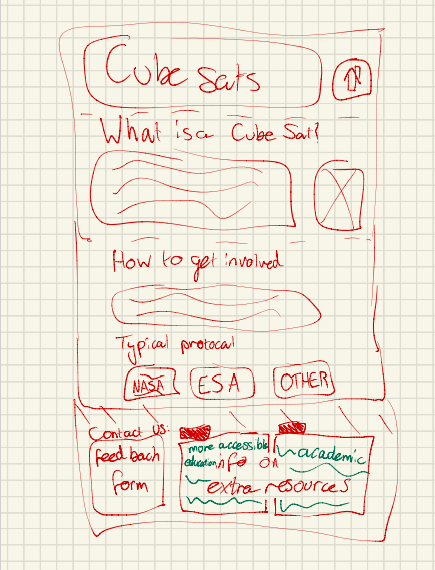 Cube Sats
What is a Cube Sat?
How to get involved
Typical protocal
NASA
ESA
OTHER
Contact US:
feed bach
form
more accessible
education
info on
academic
extra resources